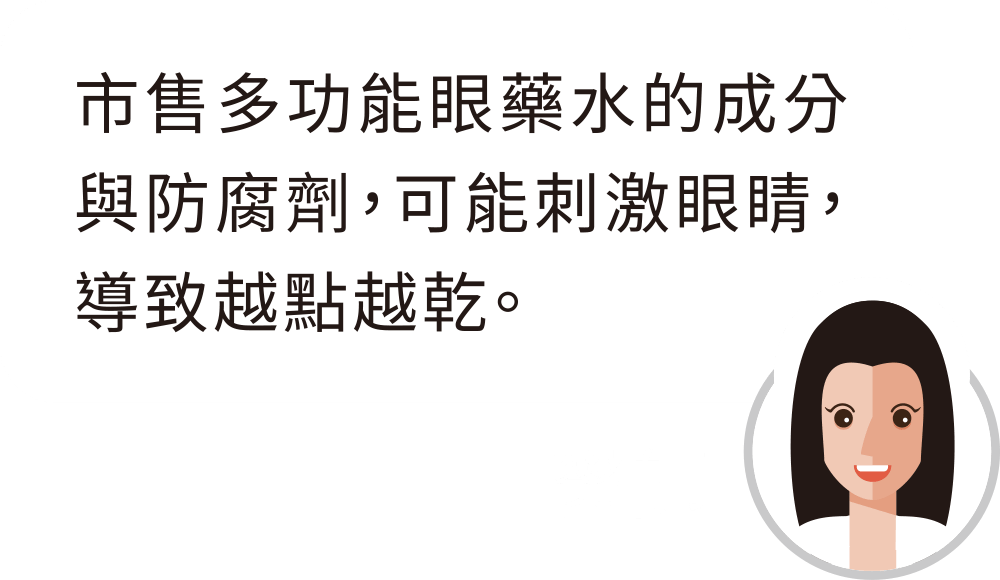 市售多功能眼藥水的成分
與防腐劑，可能刺激眼睛，
導致越點越乾。